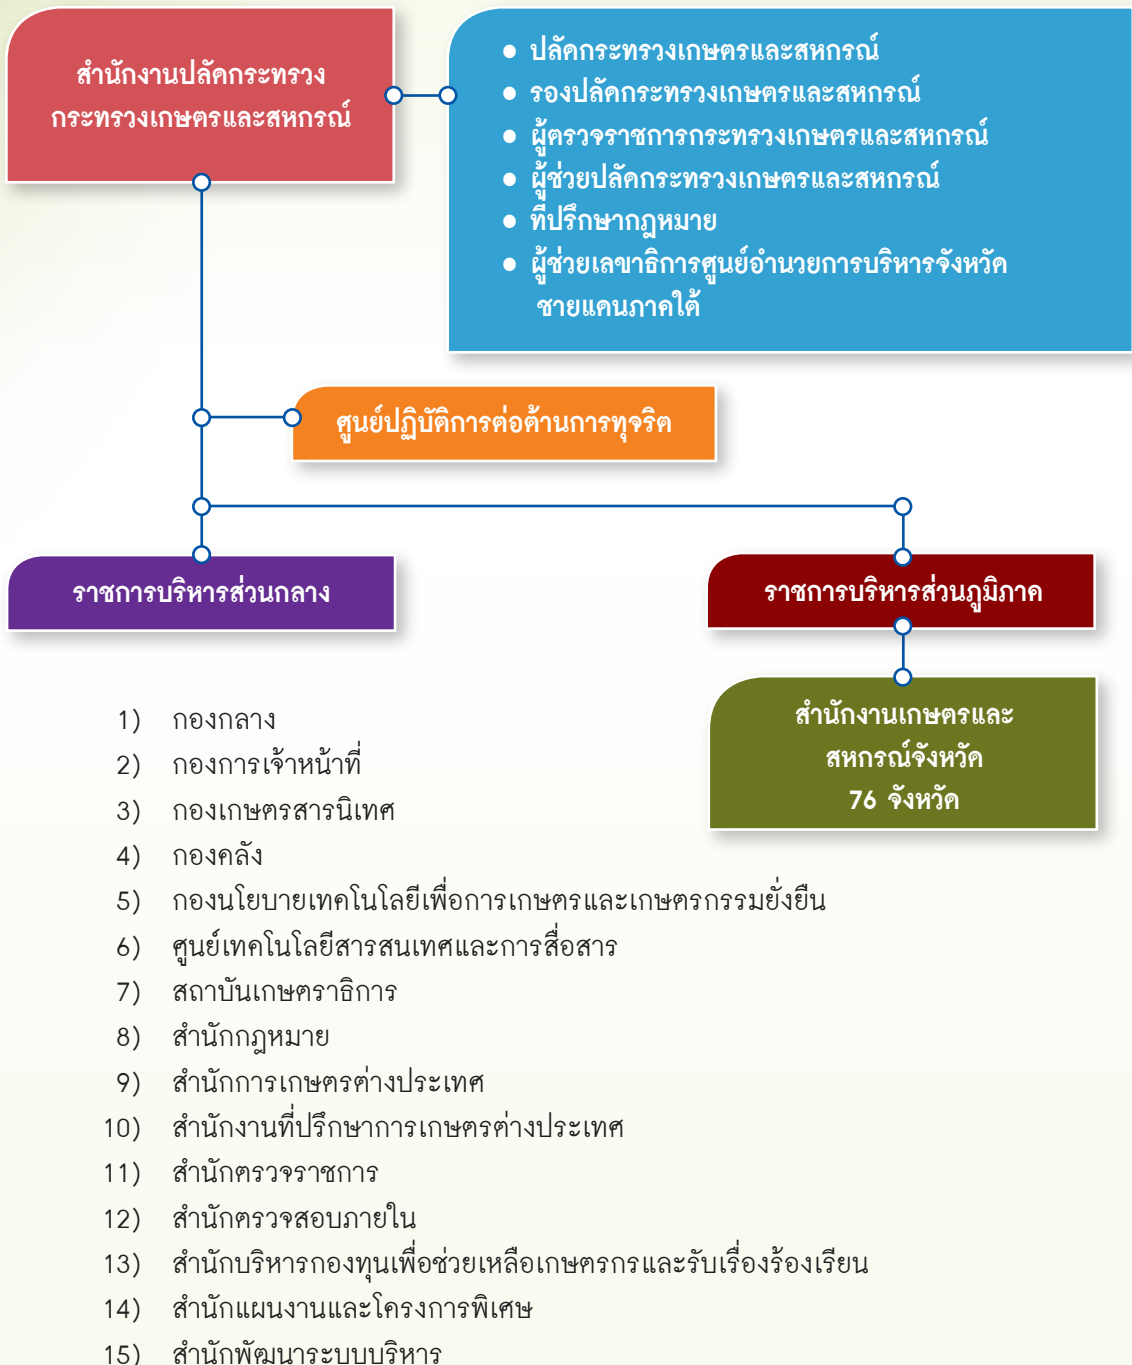 สำนักงานปลัดกระทรวง
กระทรวงเกษตรและสหกรณ์
● ปลัดกระทรวงเกษตรและสหกรณ์
● รองปลัดกระทรวงเกษตรและสหกรณ์
● ผู้ตรวจราชการกระทรวงเกษตรและสหกรณ์
● ผู้ช่วยปลัดกระทรวงเกษตรและสหกรณ์
● ที่ปรึกษากฎหมาย
● ผู้ช่วยเลขาธิการศูนย์อำนวยการบริหารจังหวัด
ชายแดนภาคใต้
ศูนย์ปฏิบัติการต่อต้านการทุจริต
ราชการบริหารส่วนกลาง
ราชการบริหารส่วนภูมิภาค
สำนักงานเกษตรและ
สหกรณ์จังหวัด
76 จังหวัด
1) กองกลาง
2) กองการเจ้าหน้าที่
3) กองเกษตรสารนิเทศ
4) กองคลัง
5) กองนโยบายเทคโนโลยีเพื่อการเกษตรและเกษตรกรรมยั่งยืน
6) ศูนย์เทคโนโลยีสารสนเทศและการสื่อสาร
7) สถาบันเกษตราธิการ
8) สำนักกฎหมาย
9) สำนักการเกษตรต่างประเทศ
10) สำนักงานที่ปรึกษาการเกษตรต่างประเทศ
11) สำนักตรวจราชการ
12) สำนักตรวจสอบภายใน
13) สำนักบริหารกองทุนเพื่อช่วยเหลือเกษตรกรและรับเรื่องร้องเรียน
14) สำนักแผนงานและโครงการพิเศษ
15) สำนักพัฒนาระบบบริหาร